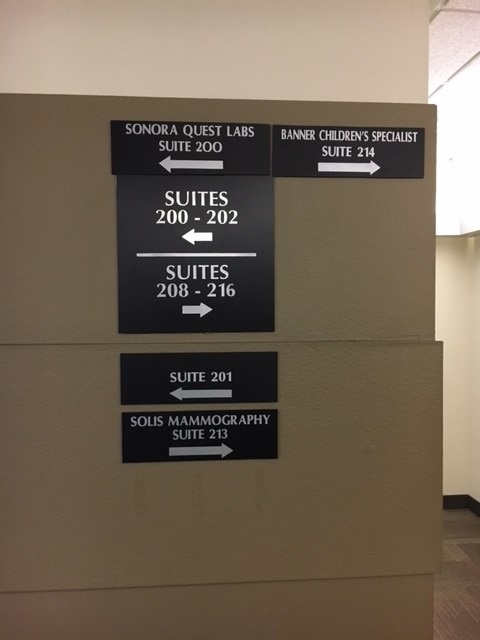 SONORA QUEST LABS
SUITE 200
BANNER CHILDREN'S SPECIALIST
SUITE 214
SUITES
200 - 202
SUITES
208 - 216
SUITE 201
SOLIS MAMMOGRAPHY
SUITE 213